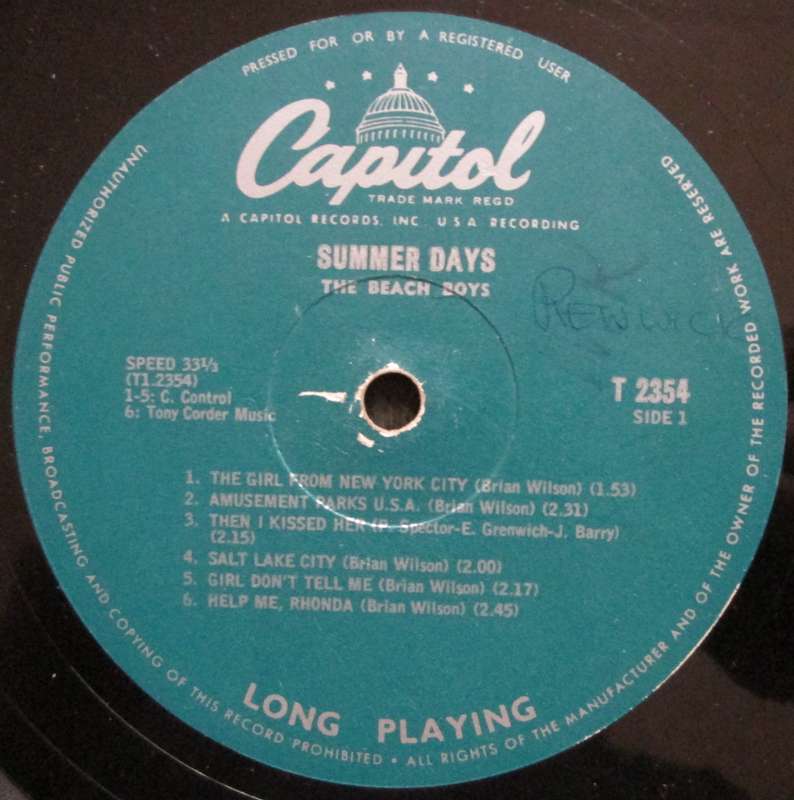 PRESSED FOR OR BY A REGISTERED USER
Capitol
TRADE MARK REGD
A CAPITOL RECORDS, INC. U.S.A. RECORDING
SUMMER DAYS
THE BEACH BOYS
RENWICK
SPEED 33⅓
(T1.2354)
1-5: C. Control
6: Tony Corder Music
T 2354
SIDE 1
1. THE GIRL FROM NEW YORK CITY (Brian Wilson) (1.53)
2. AMUSEMENT PARKS U.S.A. (Brian Wilson) (2.31)
3. THEN I KISSED HER (P. Spector-E. Grenwich-J. Barry)
(2.15)
4. SALT LAKE CITY (Brian Wilson) (2.00)
5. GIRL DON'T TELL ME (Brian Wilson) (2.17)
6. HELP ME, RHONDA (Brian Wilson) (2.45)
LONG PLAYING
UNAUTHORIZED PUBLIC PERFORMANCE, BROADCASTING AND COPYING OF THIS RECORD PROHIBITED • ALL RIGHTS OF THE MANUFACTURER AND OF THE OWNER OF THE RECORDED WORK ARE RESERVED